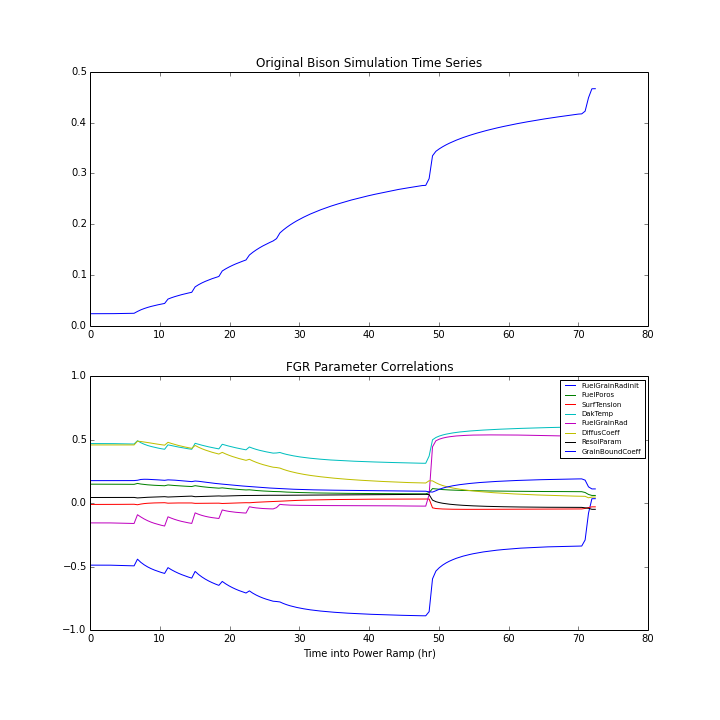 Original Bison Simulation Time Series
0.5
0.4
0.3
0.2
0.1
0.0
0 10 20 30 40 50 60 70 80
FGR Parameter Correlations
1.0
0.5
0.0
−0.5
−1.0
FuelGrainRadInit
FuelPoros
SurfTension
DakTemp
FuelGrainRad
DiffusCoeff
ResolParam
GrainBoundCoeff
0 10 20 30 40 50 60 70 80
Time into Power Ramp (hr)